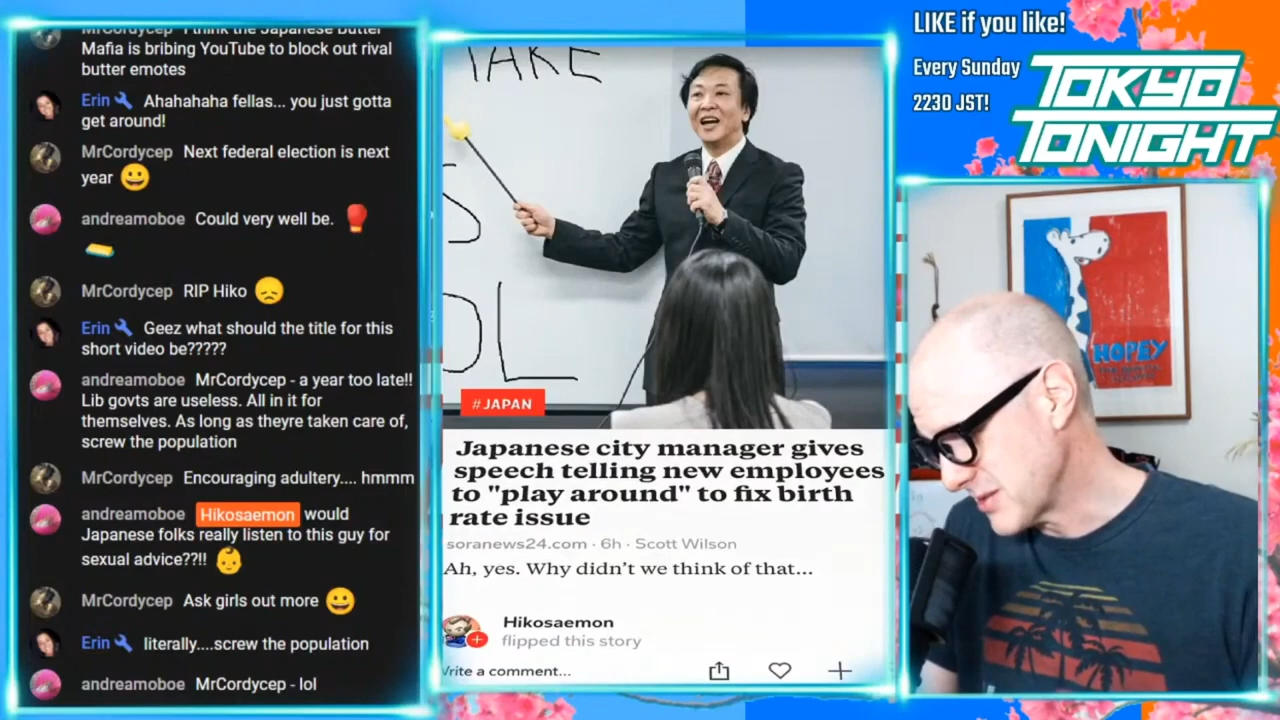 MrCordycep I think the Japanese Butter
Mafia is bribing YouTube to block out rival
butter emotes
Erin Ahahahaha fellas... you just gotta
get around!
MrCordycep Next federal election is next
year
andreamoboe Could very well be.
MrCordycep RIP Hiko
Erin Geez what should the title for this
short video be?????
andreamoboe MrCordycep - a year too late!!
Lib govts are useless. All in it for
themselves. As long as theyre taken care of,
screw the population
MrCordycep Encouraging adultery.... hmmm
andreamoboe Hikosaemon would
Japanese folks really listen to this guy for
sexual advice??!!
MrCordycep Ask girls out more
Erin literally....screw the population
andreamoboe MrCordycep - lol
TAKE
S
OL
#JAPAN
Japanese city manager gives
speech telling new employees
to "play around" to fix birth
rate issue
soranews24.com · 6h · Scott Wilson
Ah, yes. Why didn't we think of that...
Hikosaemon
flipped this story
Write a comment...
LIKE if you like!
Every Sunday
2230 JST!
TOKYO
TONIGHT
HOPEY